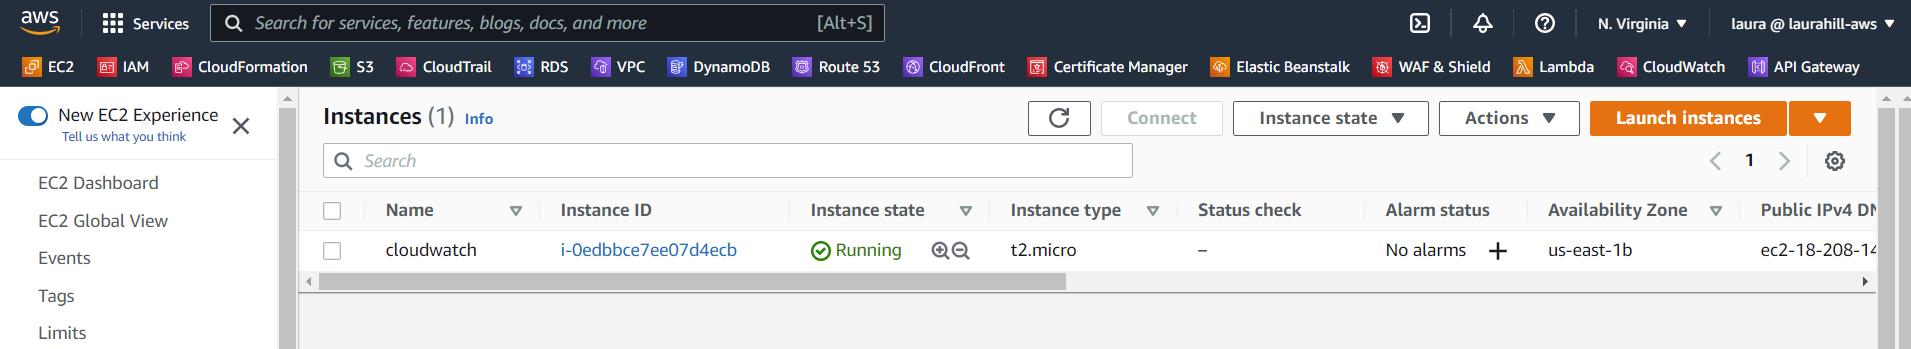 aws Services Search for services, features, blogs, docs, and more [Alt+S] N. Virginia laura @ laurahill-aws
EC2 IAM CloudFormation S3 CloudTrail RDS VPC DynamoDB Route 53 CloudFront Certificate Manager Elastic Beanstalk WAF & Shield Lambda CloudWatch API Gateway
New EC2 Experience
Tell us what you think
EC2 Dashboard
EC2 Global View
Events
Tags
Limits
Instances (1) Info Connect Instance state Actions Launch instances
Search 1
Name Instance ID Instance state Instance type Status check Alarm status Availability Zone Public IPv4 DN
cloudwatch i-0edbbce7ee07d4ecb Running t2.micro – No alarms + us-east-1b ec2-18-208-14